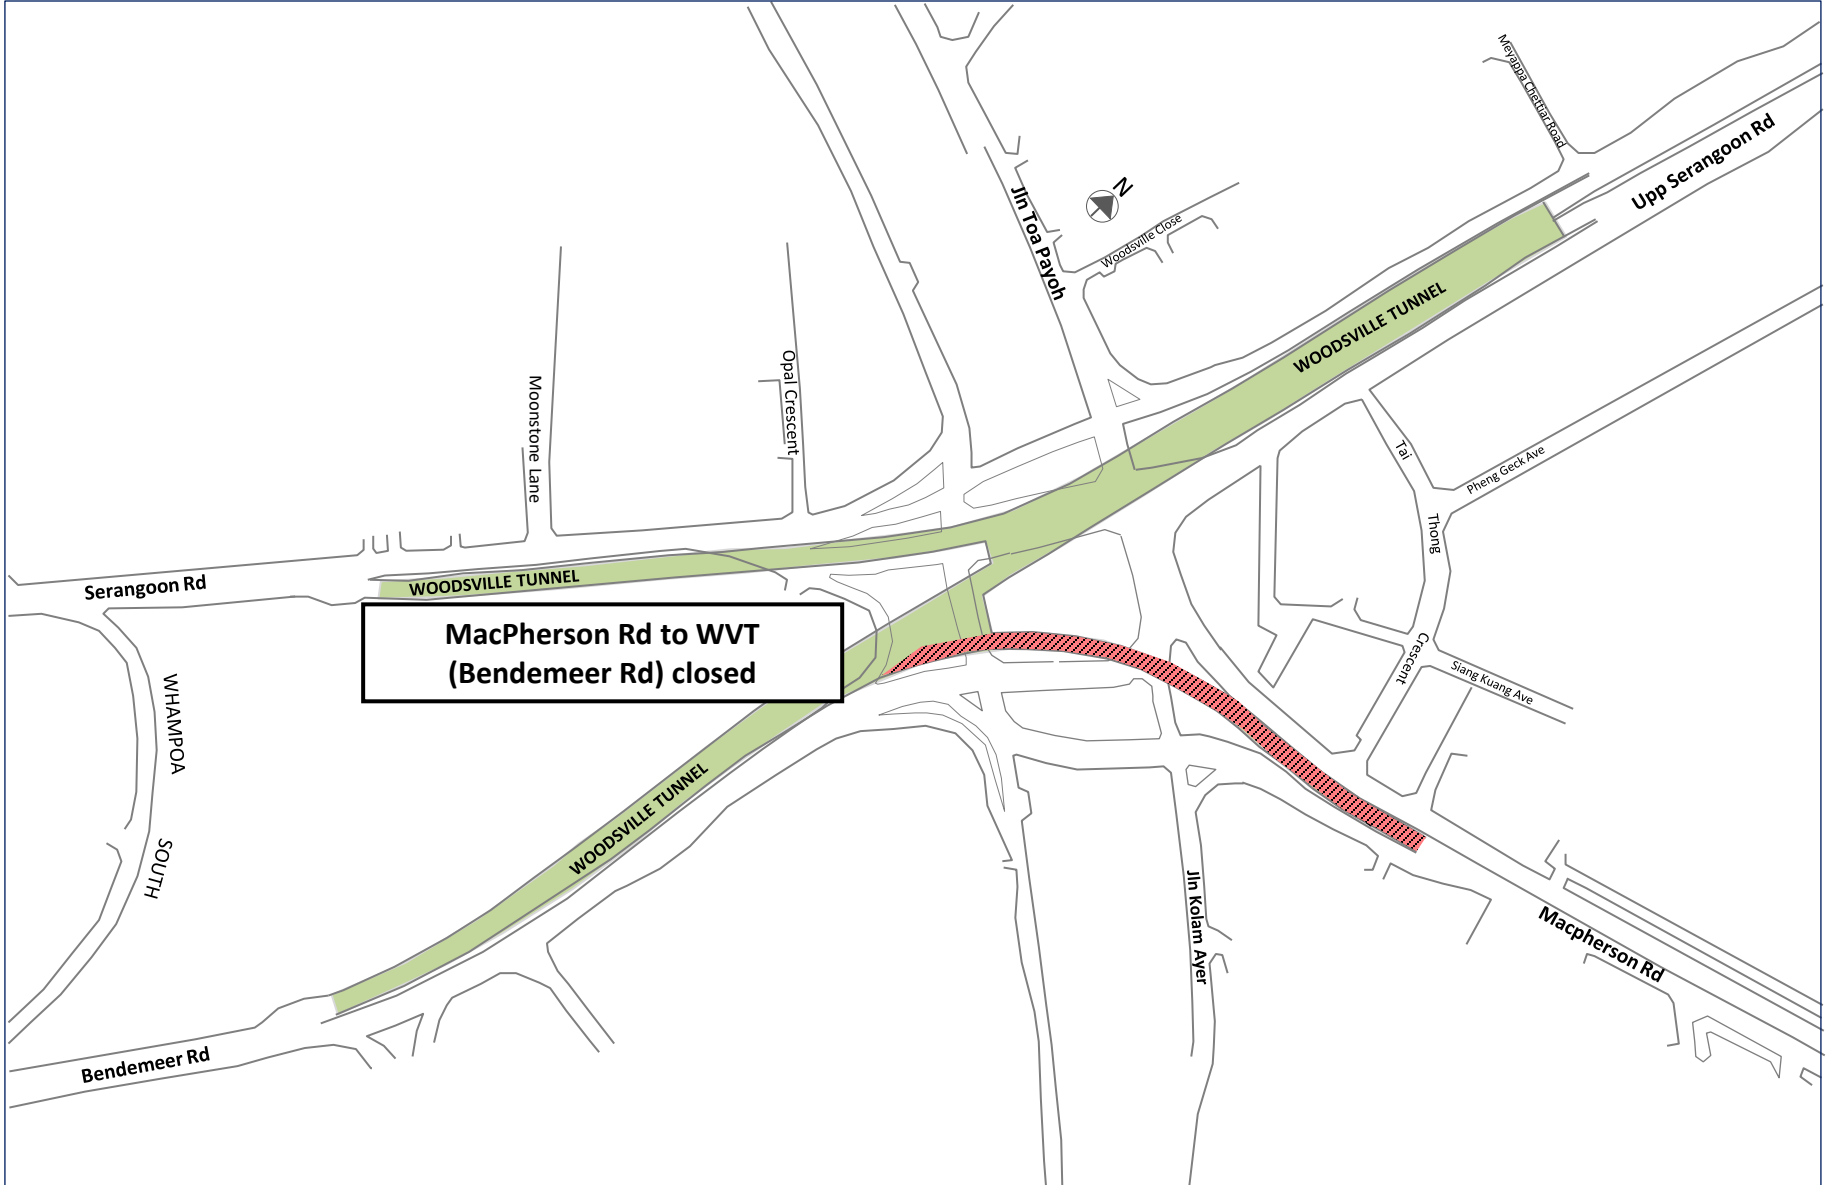 Meyappa Chettiar Road
Upp Serangoon Rd
N
Jln Toa Payoh
Woodsville Close
WOODSVILLE TUNNEL
Opal Crescent
Moonstone Lane
Tai
Thong
Crescent
Pheng Geck Ave
Siang Kuang Ave
Serangoon Rd
WOODSVILLE TUNNEL
MacPherson Rd to WVT
(Bendemeer Rd) closed
WHAMPOA
SOUTH
WOODSVILLE TUNNEL
Jln Kolam Ayer
Macpherson Rd
Bendemeer Rd